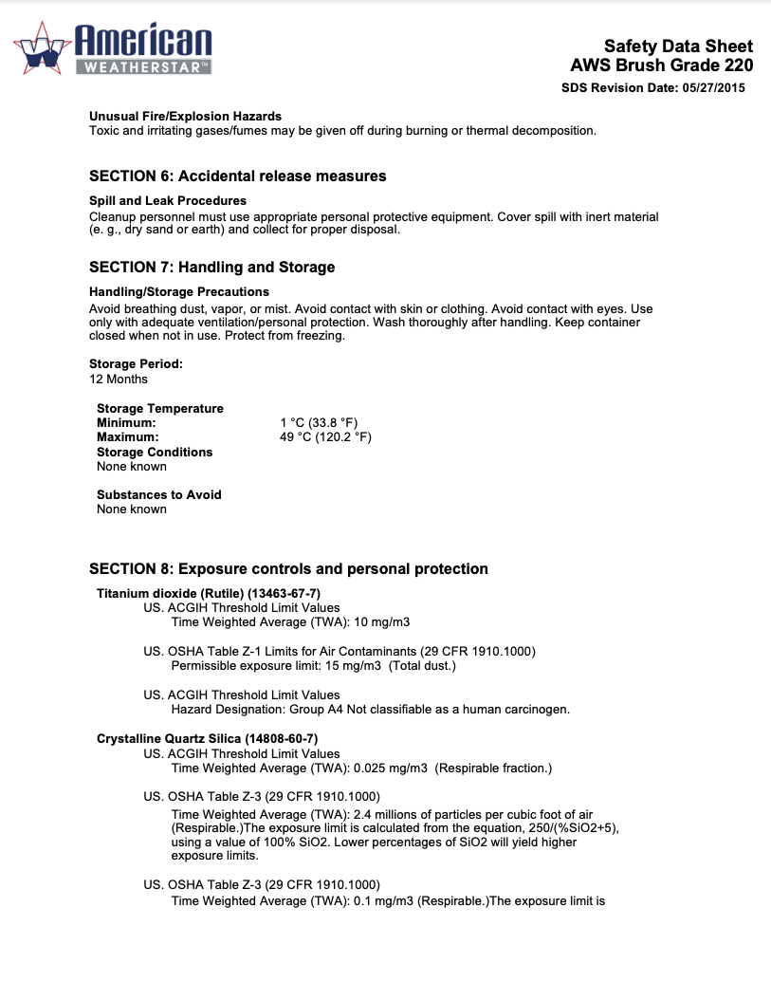 American
WEATHERSTAR™
Safety Data Sheet
AWS Brush Grade 220
SDS Revision Date: 05/27/2015
Unusual Fire/Explosion Hazards
Toxic and irritating gases/fumes may be given off during burning or thermal decomposition.
SECTION 6: Accidental release measures
Spill and Leak Procedures
Cleanup personnel must use appropriate personal protective equipment. Cover spill with inert material
(e. g., dry sand or earth) and collect for proper disposal.
SECTION 7: Handling and Storage
Handling/Storage Precautions
Avoid breathing dust, vapor, or mist. Avoid contact with skin or clothing. Avoid contact with eyes. Use
only with adequate ventilation/personal protection. Wash thoroughly after handling. Keep container
closed when not in use. Protect from freezing.
Storage Period:
12 Months
Storage Temperature
Minimum: 1 °C (33.8 °F)
Maximum: 49 °C (120.2 °F)
Storage Conditions
None known
Substances to Avoid
None known
SECTION 8: Exposure controls and personal protection
Titanium dioxide (Rutile) (13463-67-7)
US. ACGIH Threshold Limit Values
Time Weighted Average (TWA): 10 mg/m3
US. OSHA Table Z-1 Limits for Air Contaminants (29 CFR 1910.1000)
Permissible exposure limit: 15 mg/m3 (Total dust.)
US. ACGIH Threshold Limit Values
Hazard Designation: Group A4 Not classifiable as a human carcinogen.
Crystalline Quartz Silica (14808-60-7)
US. ACGIH Threshold Limit Values
Time Weighted Average (TWA): 0.025 mg/m3 (Respirable fraction.)
US. OSHA Table Z-3 (29 CFR 1910.1000)
Time Weighted Average (TWA): 2.4 millions of particles per cubic foot of air
(Respirable.)The exposure limit is calculated from the equation, 250/(%SiO2+5),
using a value of 100% SiO2. Lower percentages of SiO2 will yield higher
exposure limits.
US. OSHA Table Z-3 (29 CFR 1910.1000)
Time Weighted Average (TWA): 0.1 mg/m3 (Respirable.)The exposure limit is